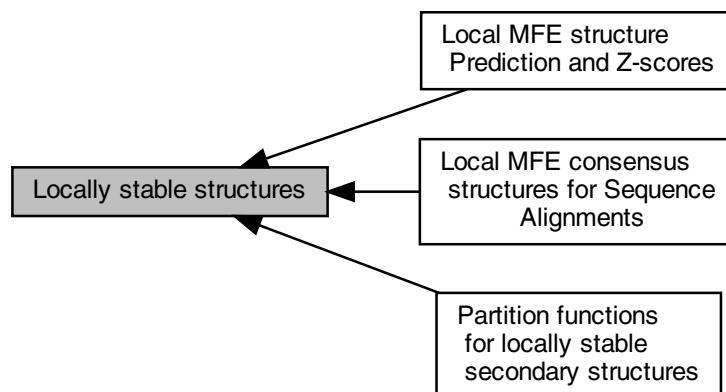 Local MFE structure
Prediction and Z-scores
Locally stable structures
Local MFE consensus
structures for Sequence
Alignments
Partition functions
for locally stable
secondary structures